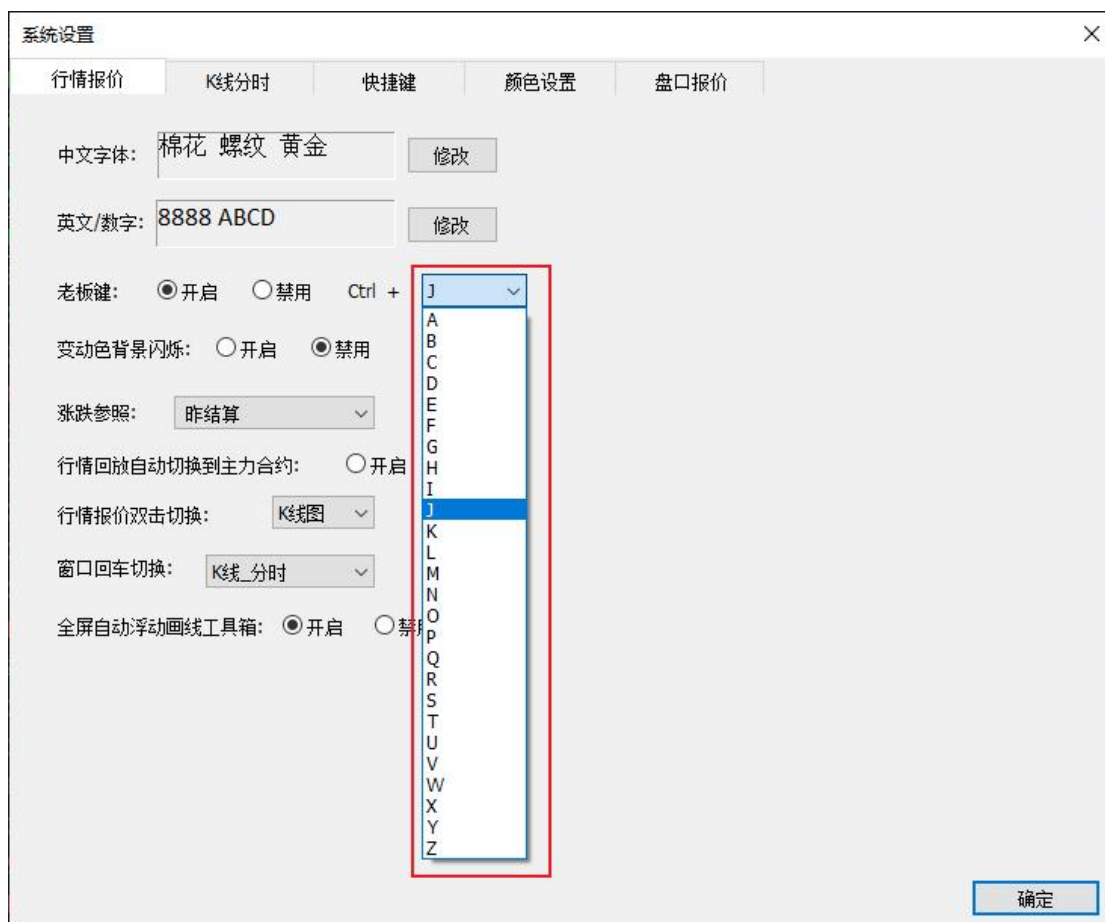 系统设置
行情报价 K线分时 快捷键 颜色设置 盘口报价
中文字体： 棉花 螺纹 黄金 修改
英文/数字： 8888 ABCD 修改
老板键： 开启 禁用 Ctrl + J
A
B
C
D
E
F
G
H
I
J
K
L
M
N
O
P
Q
R
S
T
U
V
W
X
Y
Z
变动色背景闪烁： 开启 禁用
涨跌参照： 昨结算
行情回放自动切换到主力合约： 开启
行情报价双击切换： K线图
窗口回车切换： K线_分时
全屏自动浮动画线工具箱： 开启 禁
确定